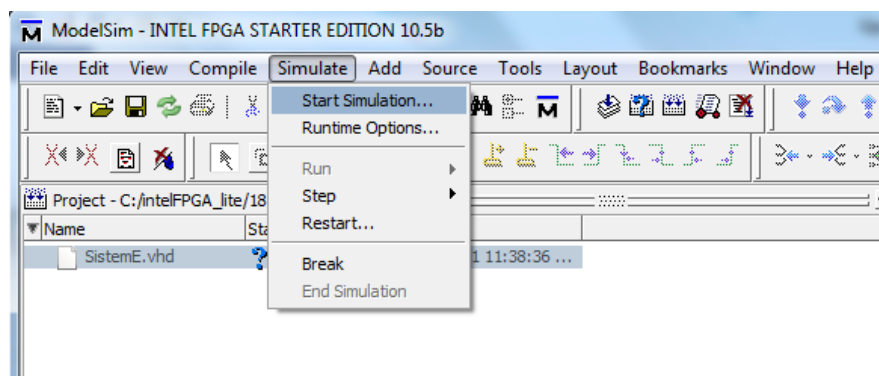 ModelSim - INTEL FPGA STARTER EDITION 10.5b
File Edit View Compile Simulate Add Source Tools Layout Bookmarks Window Help
Start Simulation...
Runtime Options...
Run
Step
Restart...
Break
End Simulation
Project - C:/intelFPGA_lite/18
Name Sta
SistemE.vhd 1 11:38:36 ...